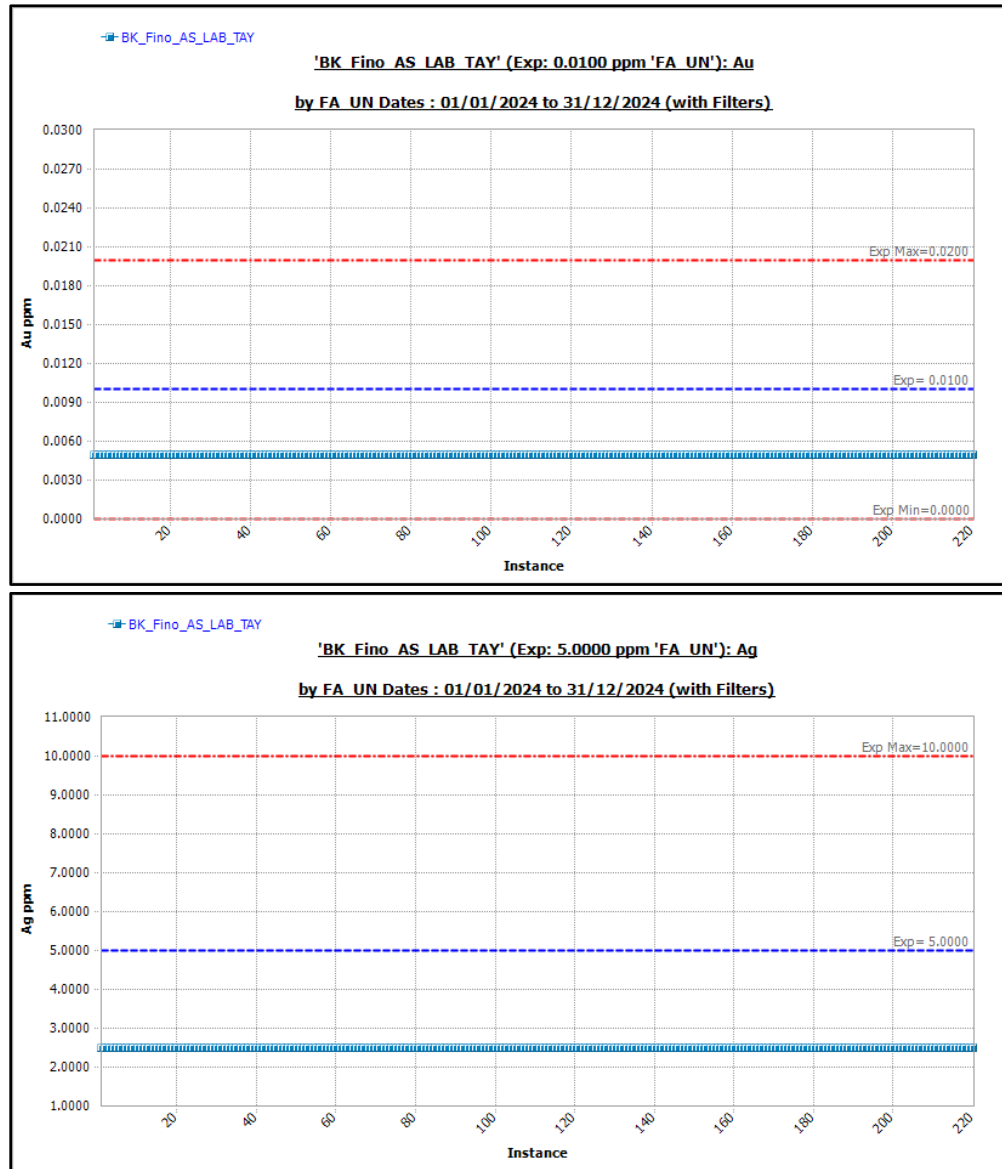 BK_Fino_AS_LAB_TAY
'BK_Fino_AS_LAB_TAY' (Exp: 0.0100 ppm 'FA_UN'): Au
by FA_UN Dates : 01/01/2024 to 31/12/2024 (with Filters)
0.0300
0.0270
0.0240
0.0210
Exp Max=0.0200
0.0180
0.0150
Au ppm
0.0120
Exp= 0.0100
0.0090
0.0060
0.0030
Exp Min=0.0000
0.0000
20 40 60 80 100 120 140 160 180 200 220
Instance
BK_Fino_AS_LAB_TAY
'BK_Fino_AS_LAB_TAY' (Exp: 5.0000 ppm 'FA_UN'): Ag
by FA_UN Dates : 01/01/2024 to 31/12/2024 (with Filters)
11.0000
Exp Max=10.0000
10.0000
9.0000
8.0000
7.0000
6.0000
Ag ppm
Exp= 5.0000
5.0000
4.0000
3.0000
2.0000
1.0000
20 40 60 80 100 120 140 160 180 200 220
Instance